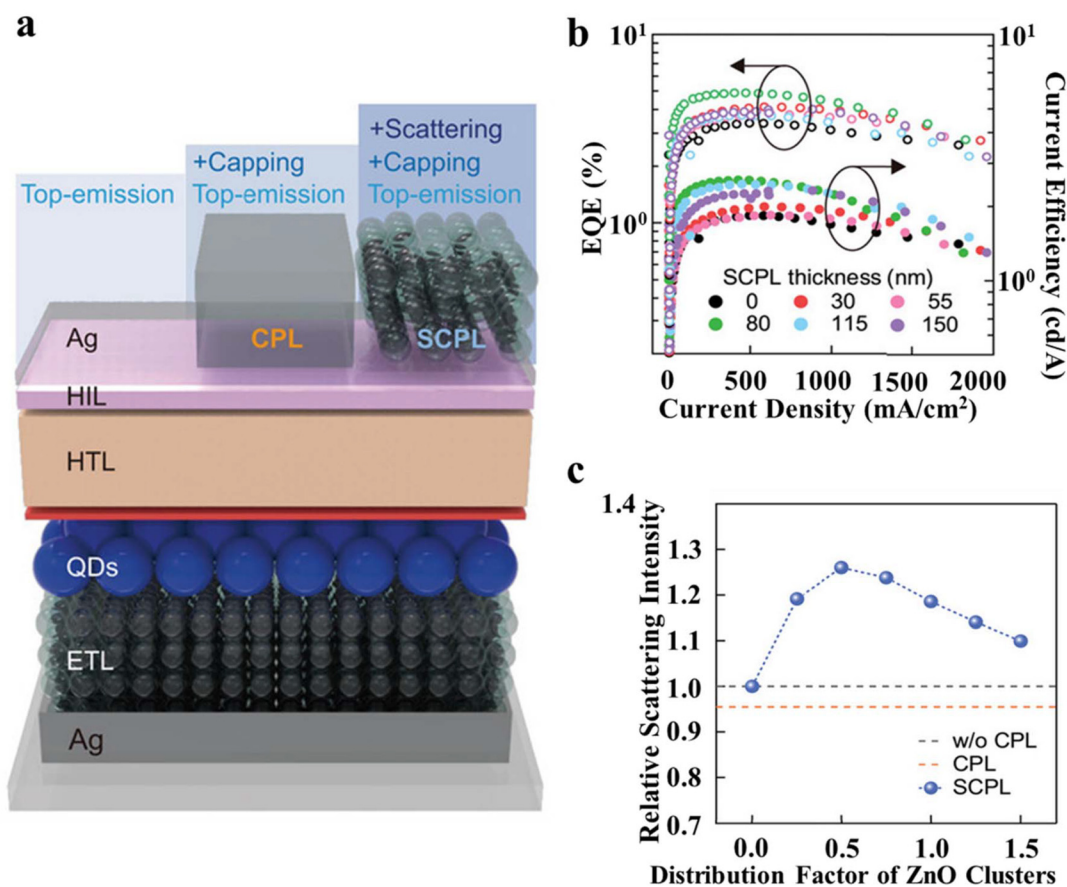 a
Top-emission
+Capping
Top-emission
+Scattering
+Capping
Top-emission
Ag
CPL
SCPL
HIL
HTL
QDs
ETL
Ag
b
10¹
10⁰
EQE (%)
10¹
10⁰
Current Efficiency (cd/A)
SCPL thickness (nm)
0 30 55
80 115 150
0 500 1000 1500 2000
Current Density (mA/cm²)
c
1.4
1.3
1.2
1.1
1.0
0.9
0.8
0.7
Relative Scattering Intensity
w/o CPL
CPL
SCPL
0.0 0.5 1.0 1.5
Distribution Factor of ZnO Clusters